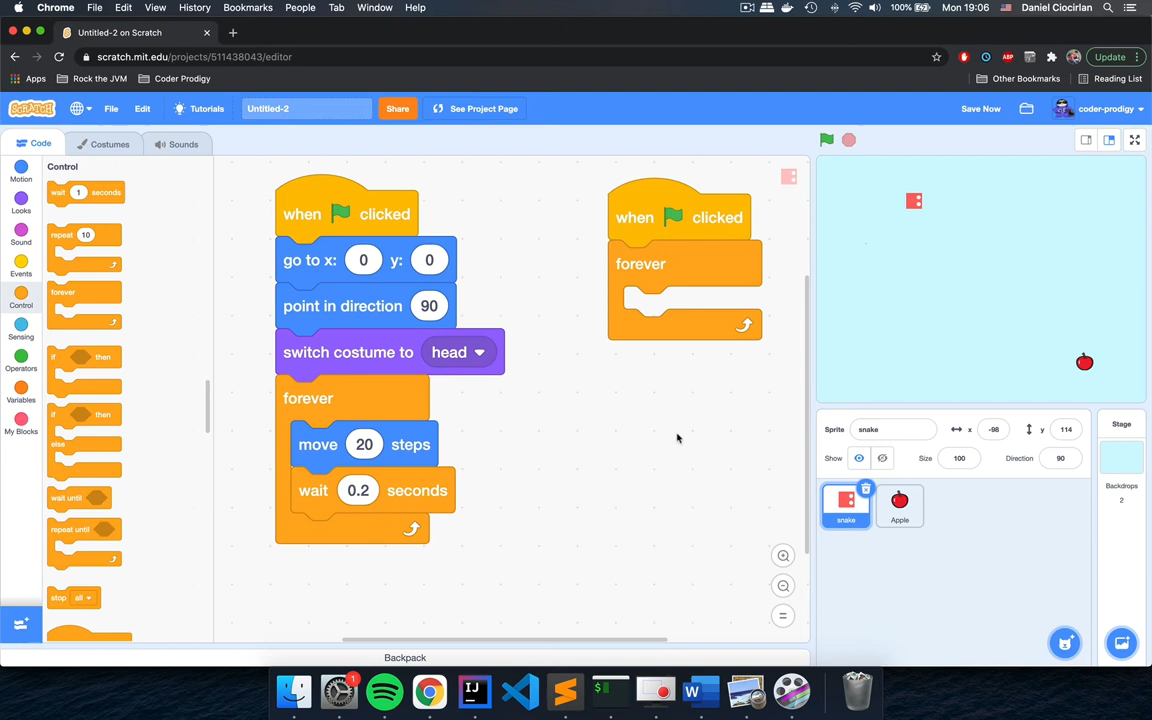 Chrome File Edit View History Bookmarks People Tab Window Help 100% Mon 19:06 Daniel Ciocirlan
Untitled-2 on Scratch
scratch.mit.edu/projects/511438043/editor ABP Update
Apps Rock the JVM Coder Prodigy Other Bookmarks Reading List
SCRATCH File Edit Tutorials Untitled-2 Share See Project Page Save Now coder-prodigy
Code Costumes Sounds
Motion
Looks
Sound
Events
Control
Sensing
Operators
Variables
My Blocks
Control
wait 1 seconds
repeat 10
forever
if then
if then
else
wait until
repeat until
stop all
when clicked
go to x: 0 y: 0
point in direction 90
switch costume to head
forever
move 20 steps
wait 0.2 seconds
when clicked
forever
Sprite snake x -98 y 114
Show Size 100 Direction 90
snake
Apple
Stage
Backdrops
2
Backpack
1
IJ
$
W